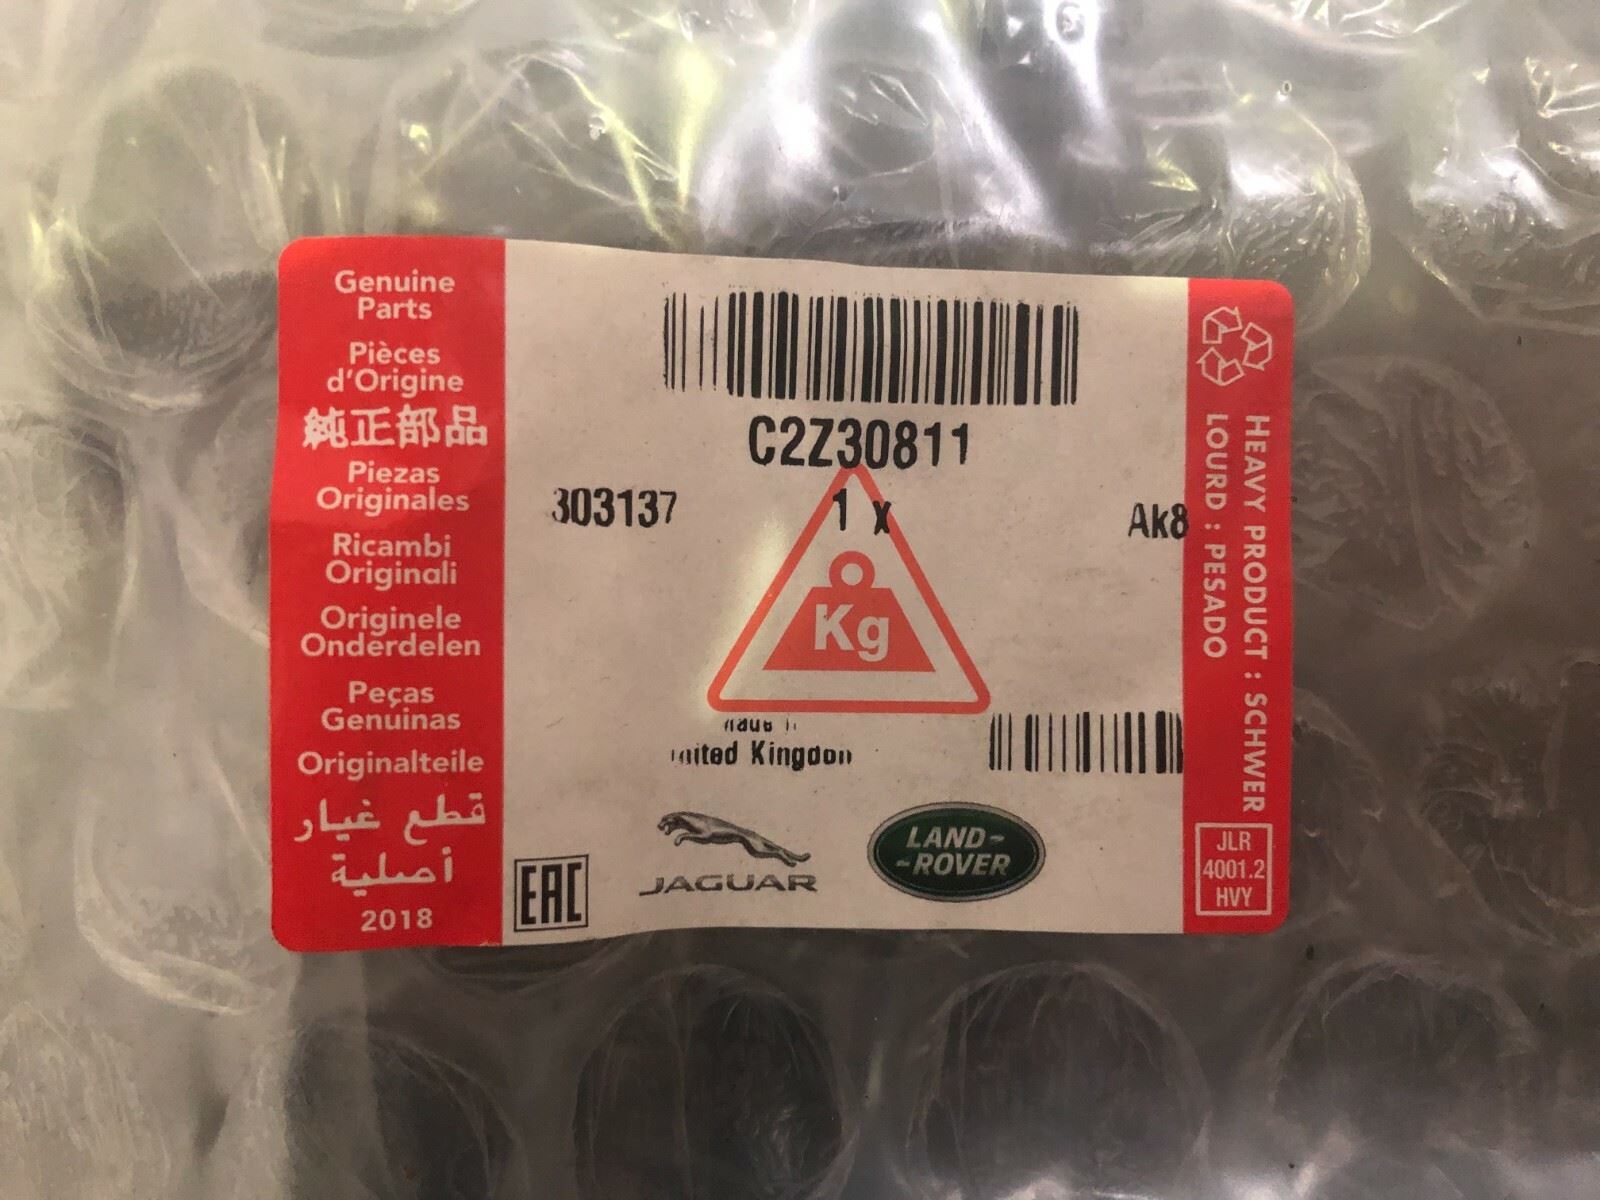 Genuine
Parts
Pièces
d'Origine
純正部品
Piezas
Originales
Ricambi
Originali
Originele
Onderdelen
Peças
Genuinas
Originalteile
قطع غيار
أصلية
2018
C2Z30811
303137
1 x
Ak8
Kg
United Kingdom
EAC
JAGUAR
LAND-
-ROVER
HEAVY PRODUCT : SCHWER
LOURD : PESADO
JLR
4001.2
HVY